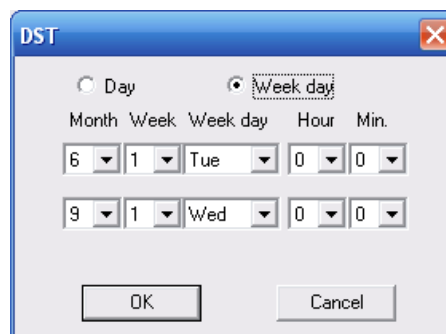 DST
Day Week day
Month Week Week day Hour Min.
6 1 Tue 0 0
9 1 Wed 0 0
OK Cancel